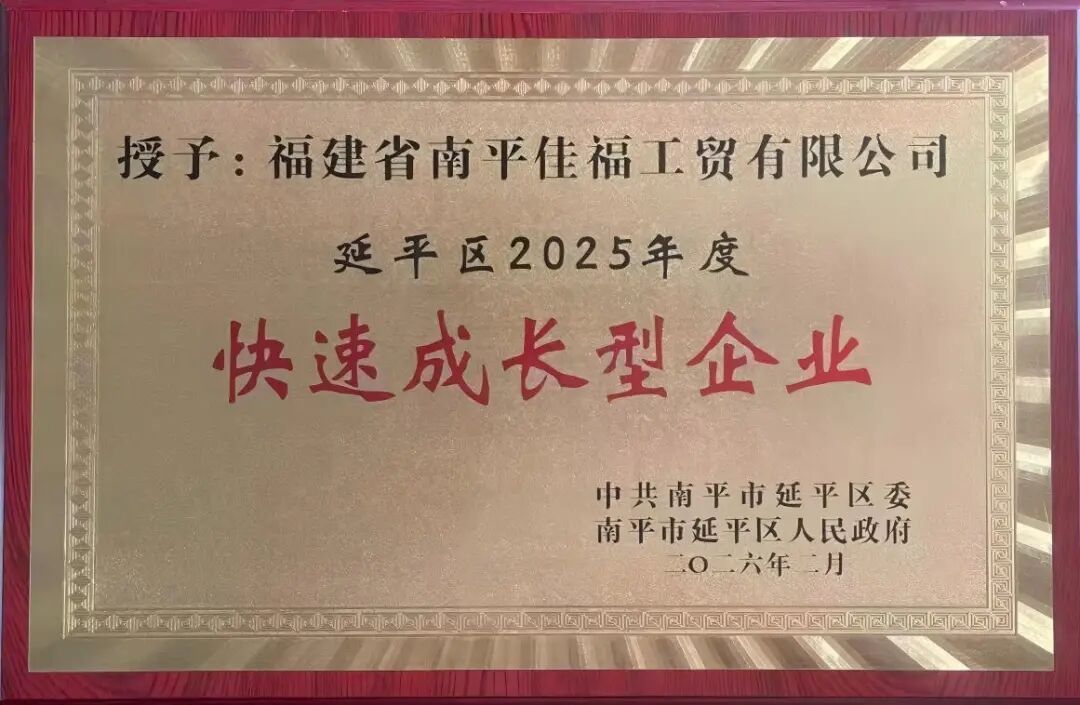 授予：福建省南平佳福工贸有限公司
延平区2025年度
快速成长型企业
中共南平市延平区委
南平市延平区人民政府
二〇二六年二月